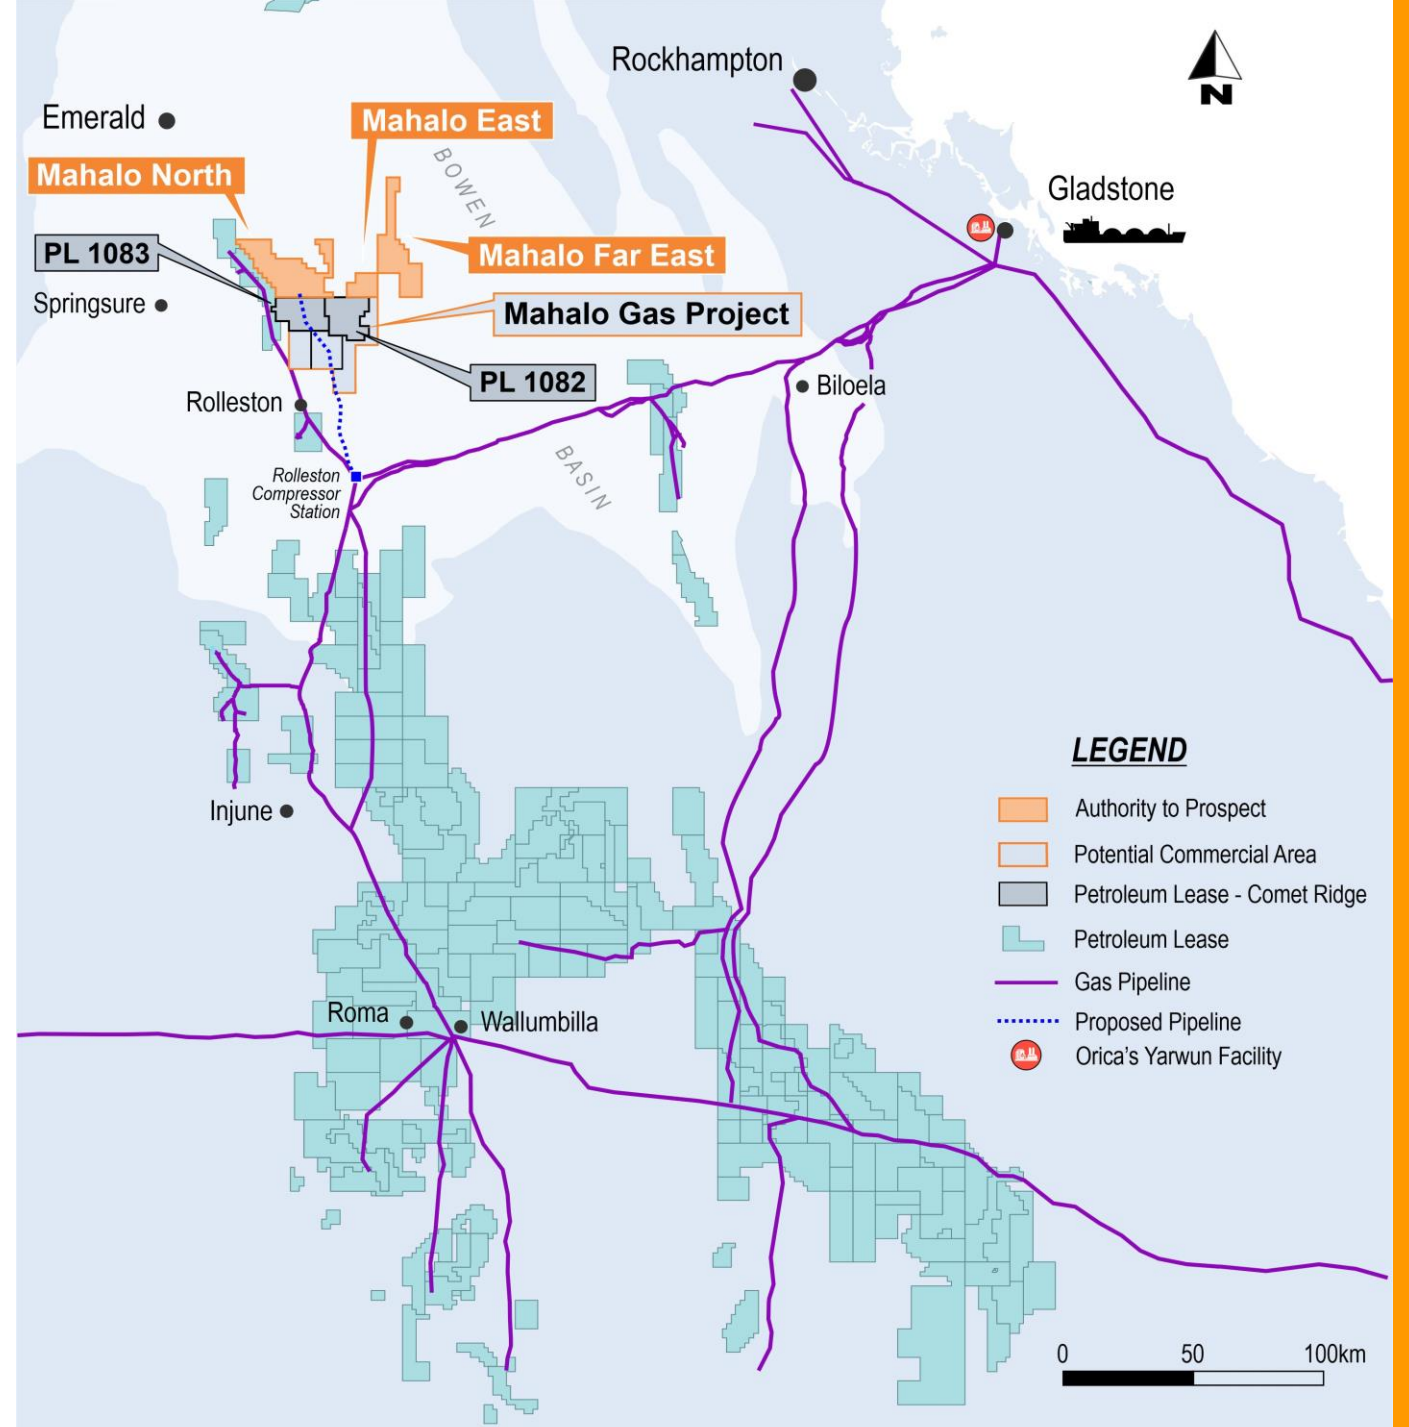 Rockhampton
N
Emerald
Mahalo East
BOWEN
Mahalo North
Gladstone
PL 1083
Mahalo Far East
Springsure
Mahalo Gas Project
PL 1082
Biloela
Rolleston
BASIN
Rolleston
Compressor
Station
LEGEND
Authority to Prospect
Potential Commercial Area
Petroleum Lease - Comet Ridge
Petroleum Lease
Gas Pipeline
Proposed Pipeline
Orica's Yarwun Facility
Injune
Roma
Wallumbilla
0 50 100km